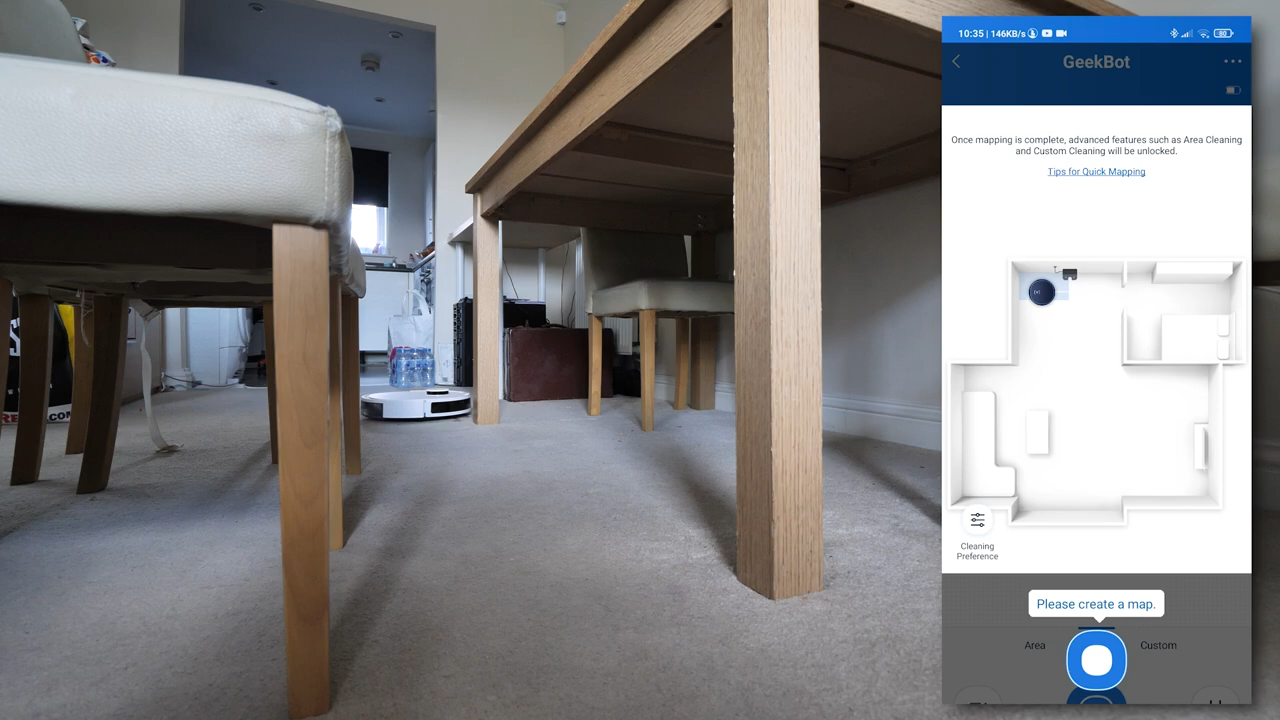 10:35 | 146KB/s
80
GeekBot
Once mapping is complete, advanced features such as Area Cleaning
and Custom Cleaning will be unlocked.
Tips for Quick Mapping
Cleaning
Preference
Please create a map.
Area
Custom